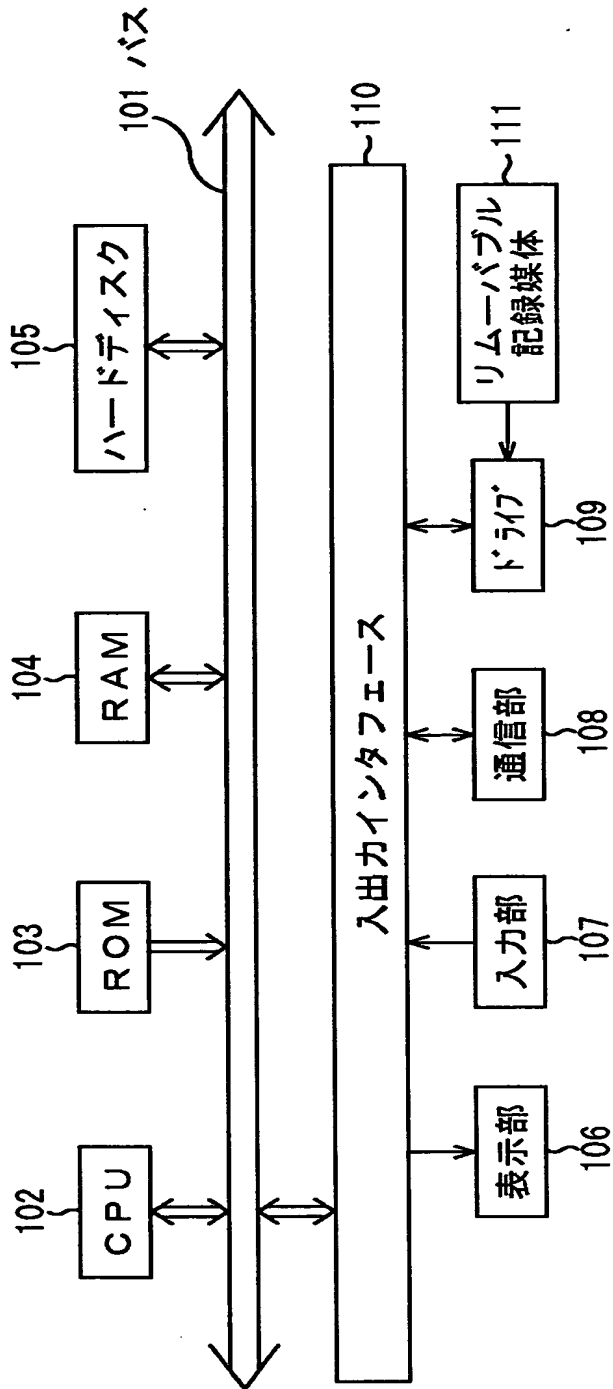 102
CPU
103
ROM
104
RAM
105
ハードディスク
101 バス
110
入出力インタフェース
表示部
106
入力部
107
通信部
108
ドライブ
109
111
リムーバブル
記録媒体